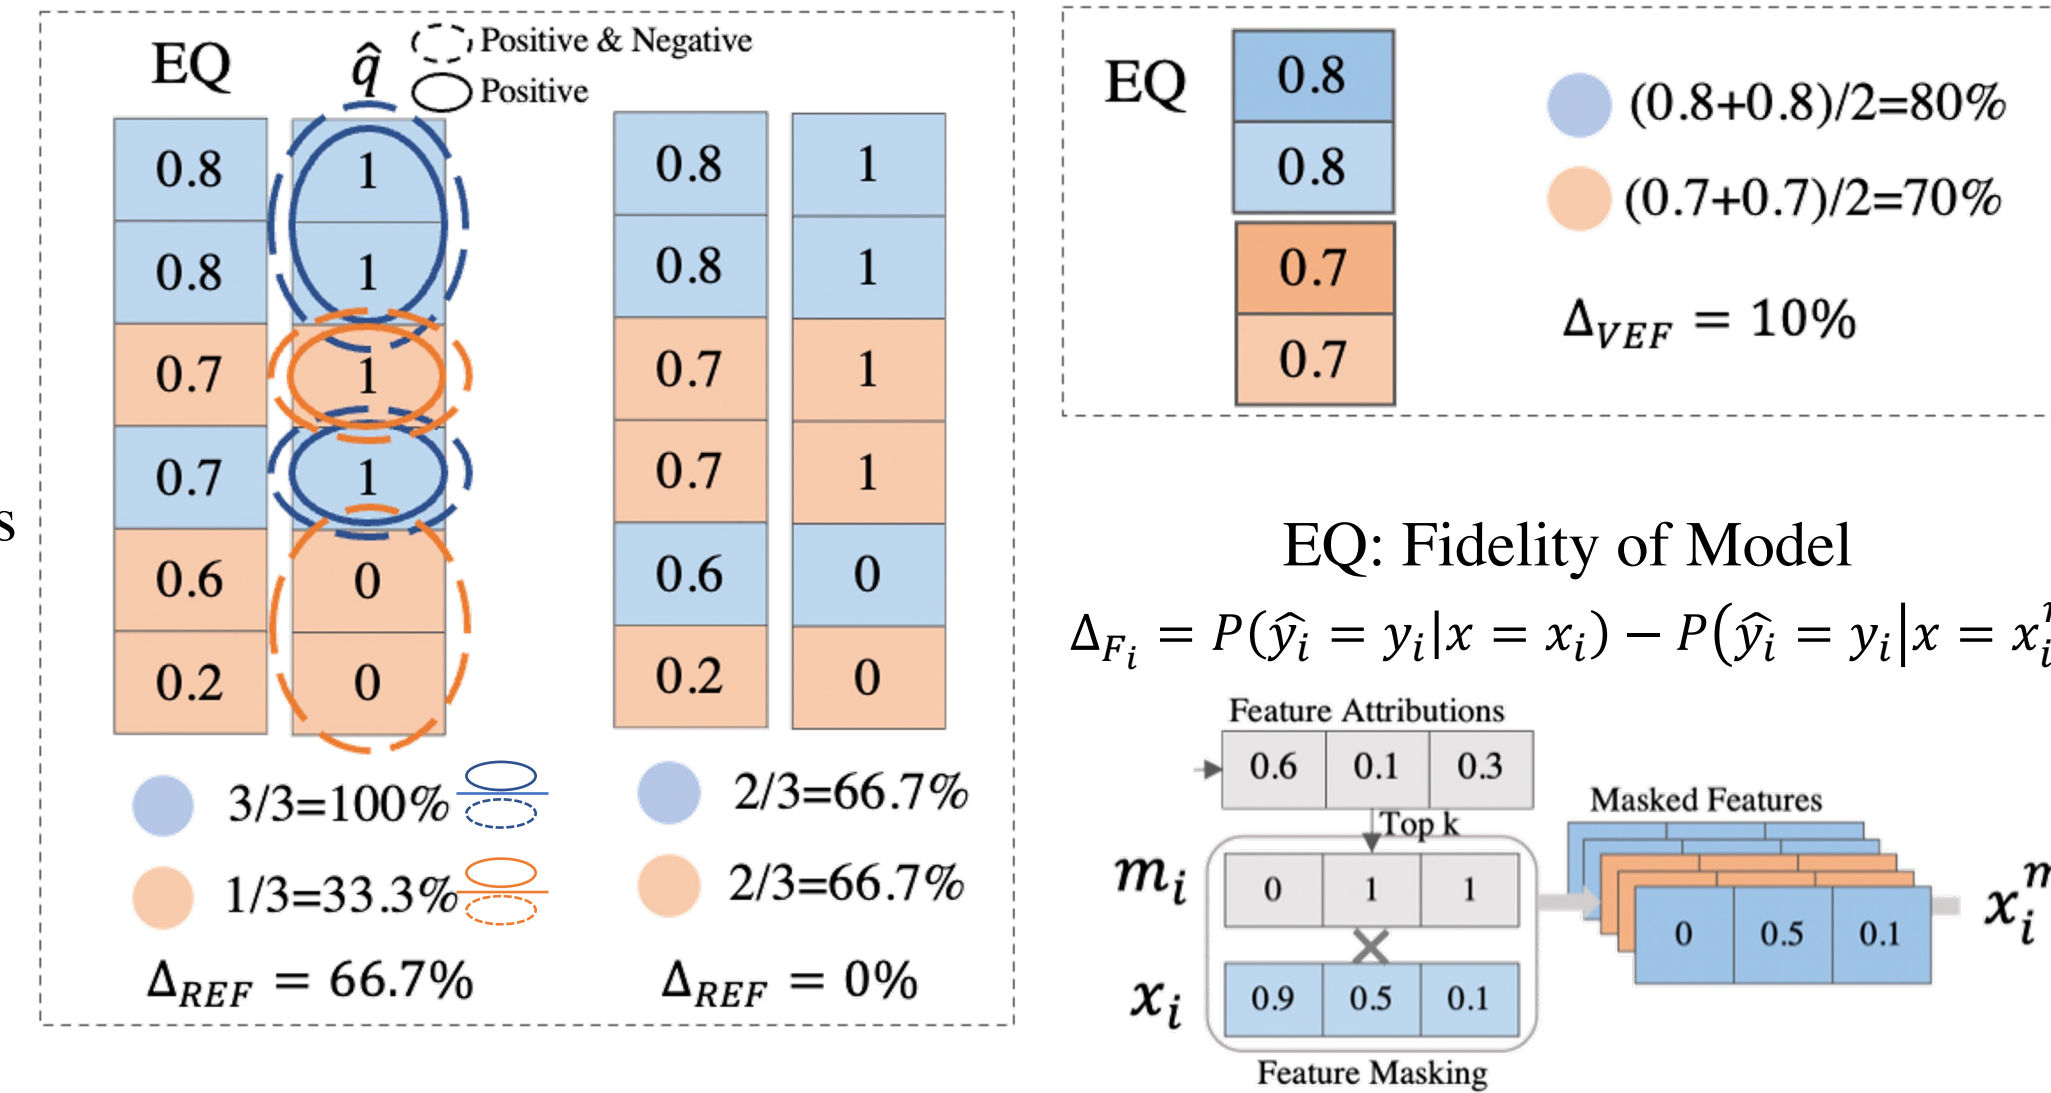 EQ q̂ Positive & Negative
Positive
0.8 1 0.8 1
0.8 1 0.8 1
0.7 1 0.7 1
0.7 1 0.7 1
0.6 0 0.6 0
0.2 0 0.2 0
3/3=100% 2/3=66.7%
1/3=33.3% 2/3=66.7%
Δ_REF = 66.7% Δ_REF = 0%
s
EQ
0.8
0.8
0.7
0.7
(0.8+0.8)/2=80%
(0.7+0.7)/2=70%
Δ_VEF = 10%
EQ: Fidelity of Model
Δ_{F_i} = P(ŷ_i = y_i|x = x_i) − P(ŷ_i = y_i|x = x_i
Feature Attributions
0.6 0.1 0.3
Top k
m_i 0 1 1
×
x_i 0.9 0.5 0.1
Feature Masking
Masked Features
0 0.5 0.1
x_i^m